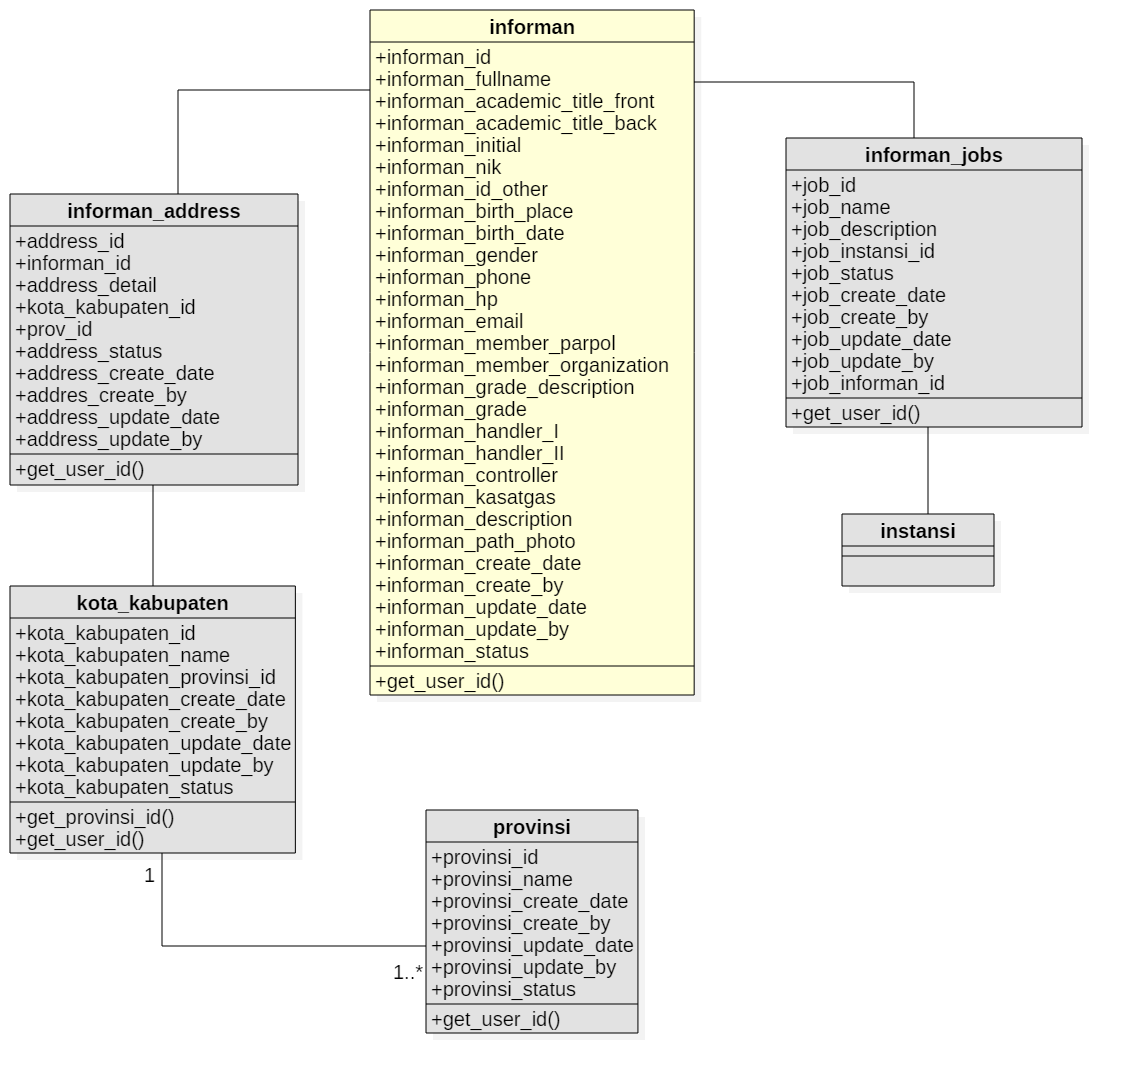 informan
+informan_id
+informan_fullname
+informan_academic_title_front
+informan_academic_title_back
+informan_initial
+informan_nik
+informan_id_other
+informan_birth_place
+informan_birth_date
+informan_gender
+informan_phone
+informan_hp
+informan_email
+informan_member_parpol
+informan_member_organization
+informan_grade_description
+informan_grade
+informan_handler_I
+informan_handler_II
+informan_controller
+informan_kasatgas
+informan_description
+informan_path_photo
+informan_create_date
+informan_create_by
+informan_update_date
+informan_update_by
+informan_status
+get_user_id()
informan_jobs
+job_id
+job_name
+job_description
+job_instansi_id
+job_status
+job_create_date
+job_create_by
+job_update_date
+job_update_by
+job_informan_id
+get_user_id()
informan_address
+address_id
+informan_id
+address_detail
+kota_kabupaten_id
+prov_id
+address_status
+address_create_date
+addres_create_by
+address_update_date
+address_update_by
+get_user_id()
instansi
kota_kabupaten
+kota_kabupaten_id
+kota_kabupaten_name
+kota_kabupaten_provinsi_id
+kota_kabupaten_create_date
+kota_kabupaten_create_by
+kota_kabupaten_update_date
+kota_kabupaten_update_by
+kota_kabupaten_status
+get_provinsi_id()
+get_user_id()
1
1..*
provinsi
+provinsi_id
+provinsi_name
+provinsi_create_date
+provinsi_create_by
+provinsi_update_date
+provinsi_update_by
+provinsi_status
+get_user_id()